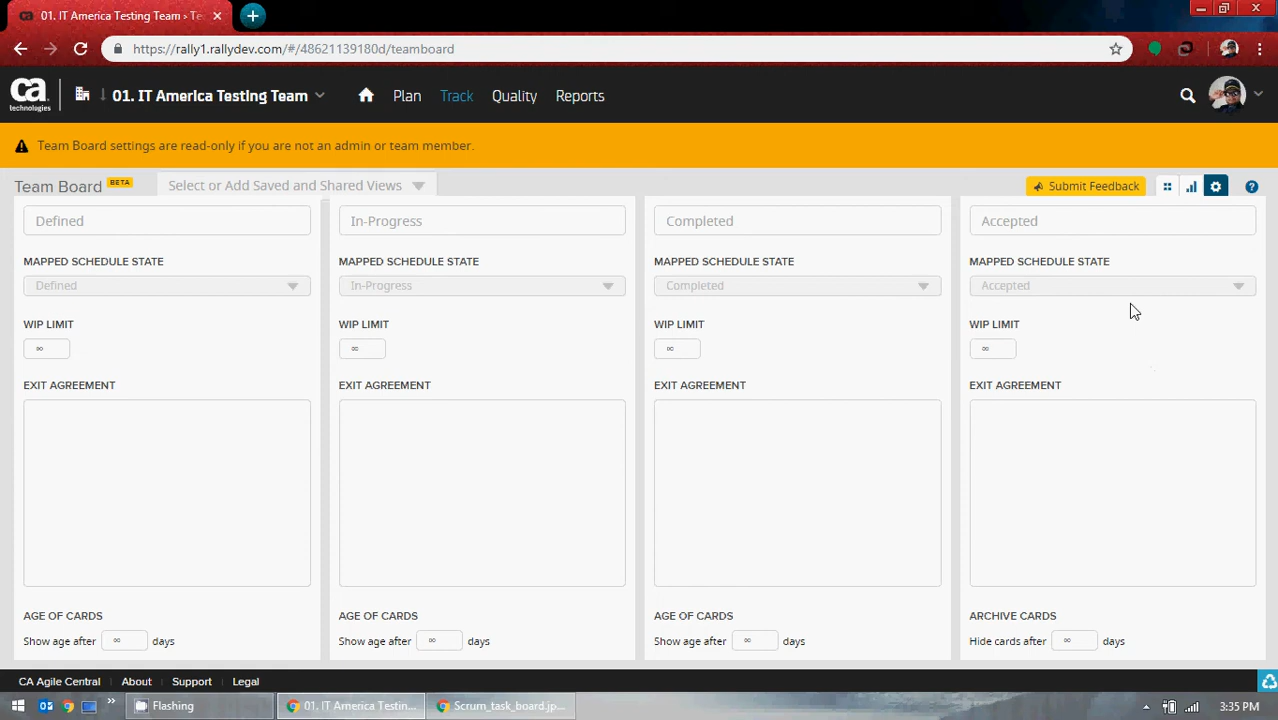 01. IT America Testing Team › Te
https://rally1.rallydev.com/#/48621139180d/teamboard
ca technologies
01. IT America Testing Team
Plan
Track
Quality
Reports
Team Board settings are read-only if you are not an admin or team member.
Team Board BETA
Select or Add Saved and Shared Views
Submit Feedback
?
Defined
In-Progress
Completed
Accepted
MAPPED SCHEDULE STATE
MAPPED SCHEDULE STATE
MAPPED SCHEDULE STATE
MAPPED SCHEDULE STATE
Defined
In-Progress
Completed
Accepted
WIP LIMIT
WIP LIMIT
WIP LIMIT
WIP LIMIT
∞
∞
∞
∞
EXIT AGREEMENT
EXIT AGREEMENT
EXIT AGREEMENT
EXIT AGREEMENT
AGE OF CARDS
AGE OF CARDS
AGE OF CARDS
ARCHIVE CARDS
Show age after ∞ days
Show age after ∞ days
Show age after ∞ days
Hide cards after ∞ days
CA Agile Central
About
Support
Legal
Flashing
01. IT America Testin...
Scrum_task_board.jp...
3:35 PM